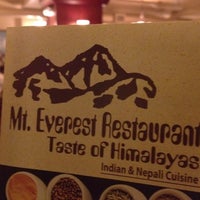 Mt. Everest Restaurant
Taste of Himalayas
Indian & Nepali Cuisine